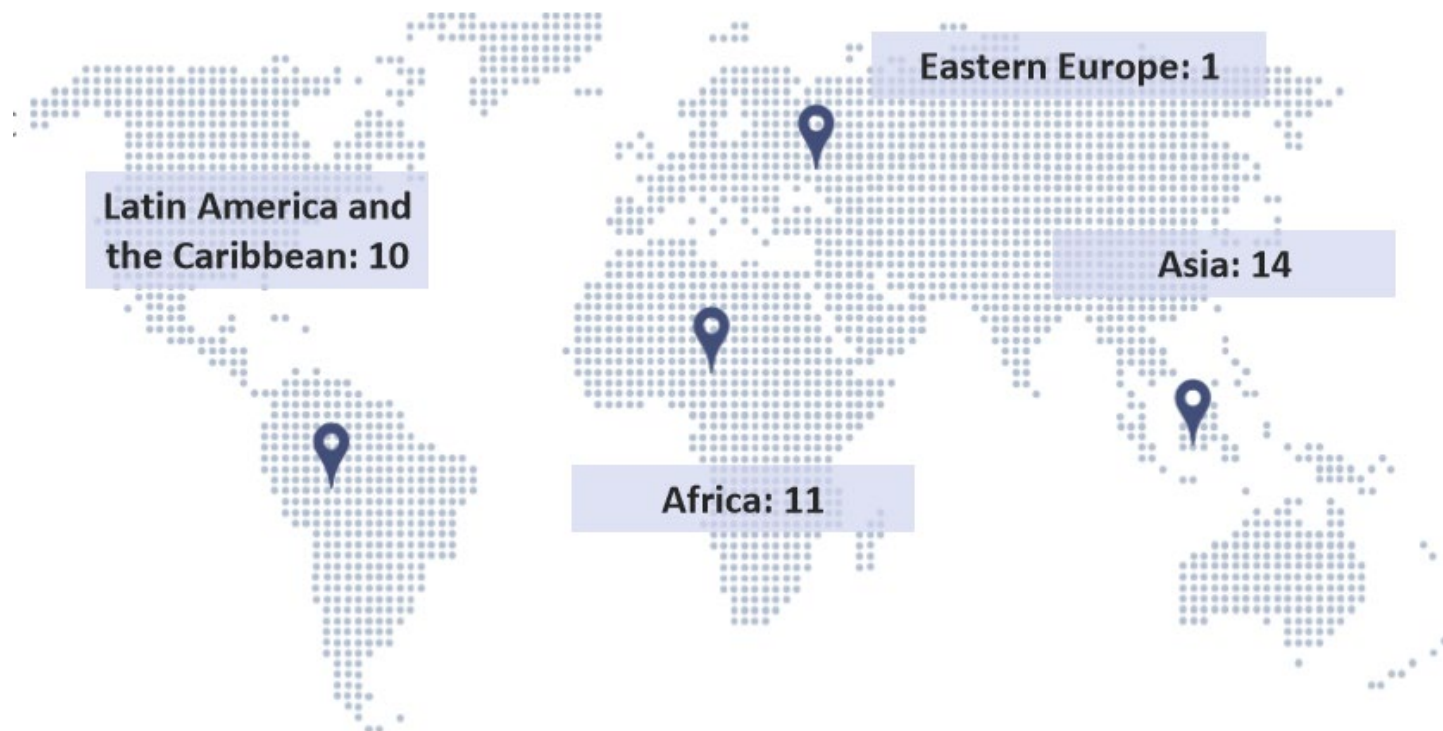 Eastern Europe: 1
Latin America and
the Caribbean: 10
Asia: 14
Africa: 11